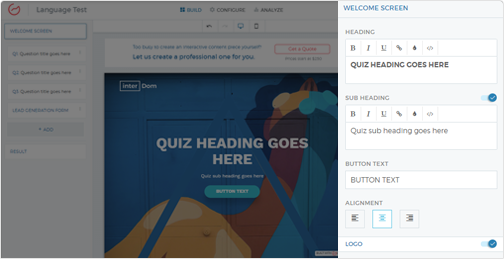 Language Test
BUILD
CONFIGURE
ANALYZE
WELCOME SCREEN
Q1. Question title goes here
Q2. Question title goes here
Q3. Question title goes here
LEAD GENERATION FORM
+ ADD
RESULT
Too busy to create an interactive content piece yourself?
Let us create a professional one for you.
Get a Quote
inter Dom
QUIZ HEADING GOES
HERE
Quiz sub heading goes here
BUTTON TEXT
WELCOME SCREEN
HEADING
B I U </>
QUIZ HEADING GOES HERE
SUB HEADING
B I U </>
Quiz sub heading goes here
BUTTON TEXT
BUTTON TEXT
ALIGNMENT
LOGO